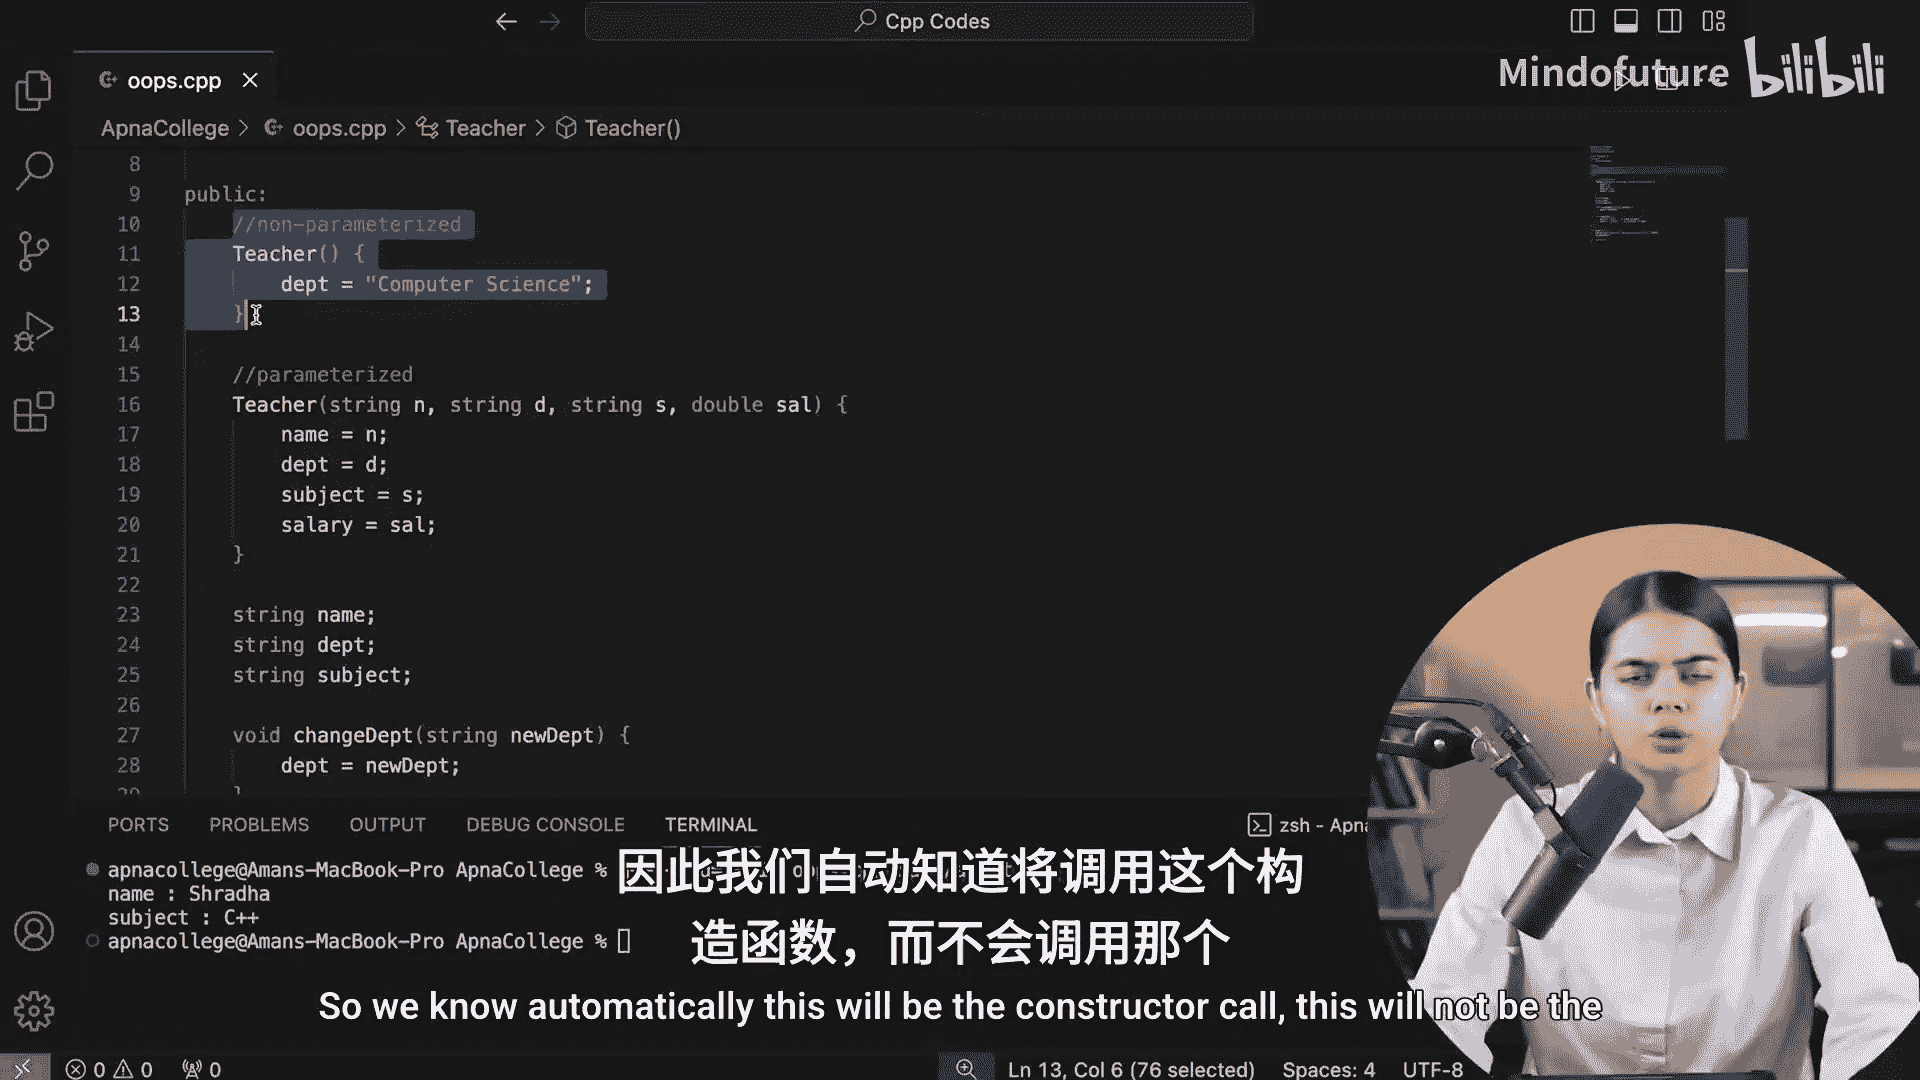 Cpp Codes
oops.cpp
Mindofuture bilibili
ApnaCollege > oops.cpp > Teacher > Teacher()
8
9 public:
10 //non-parameterized
11 Teacher() {
12 dept = "Computer Science";
13 }
14
15 //parameterized
16 Teacher(string n, string d, string s, double sal) {
17 name = n;
18 dept = d;
19 subject = s;
20 salary = sal;
21 }
22
23 string name;
24 string dept;
25 string subject;
26
27 void changeDept(string newDept) {
28 dept = newDept;
PORTS PROBLEMS OUTPUT DEBUG CONSOLE TERMINAL
zsh - Apna
apnacollege@Amans-MacBook-Pro ApnaCollege %
name : Shradha
subject : C++
apnacollege@Amans-MacBook-Pro ApnaCollege %
因此我们自动知道将调用这个构
造函数，而不会调用那个
So we know automatically this will be the constructor call, this will not be the
0 0 0
Ln 13, Col 6 (76 selected) Spaces: 4 UTF-8